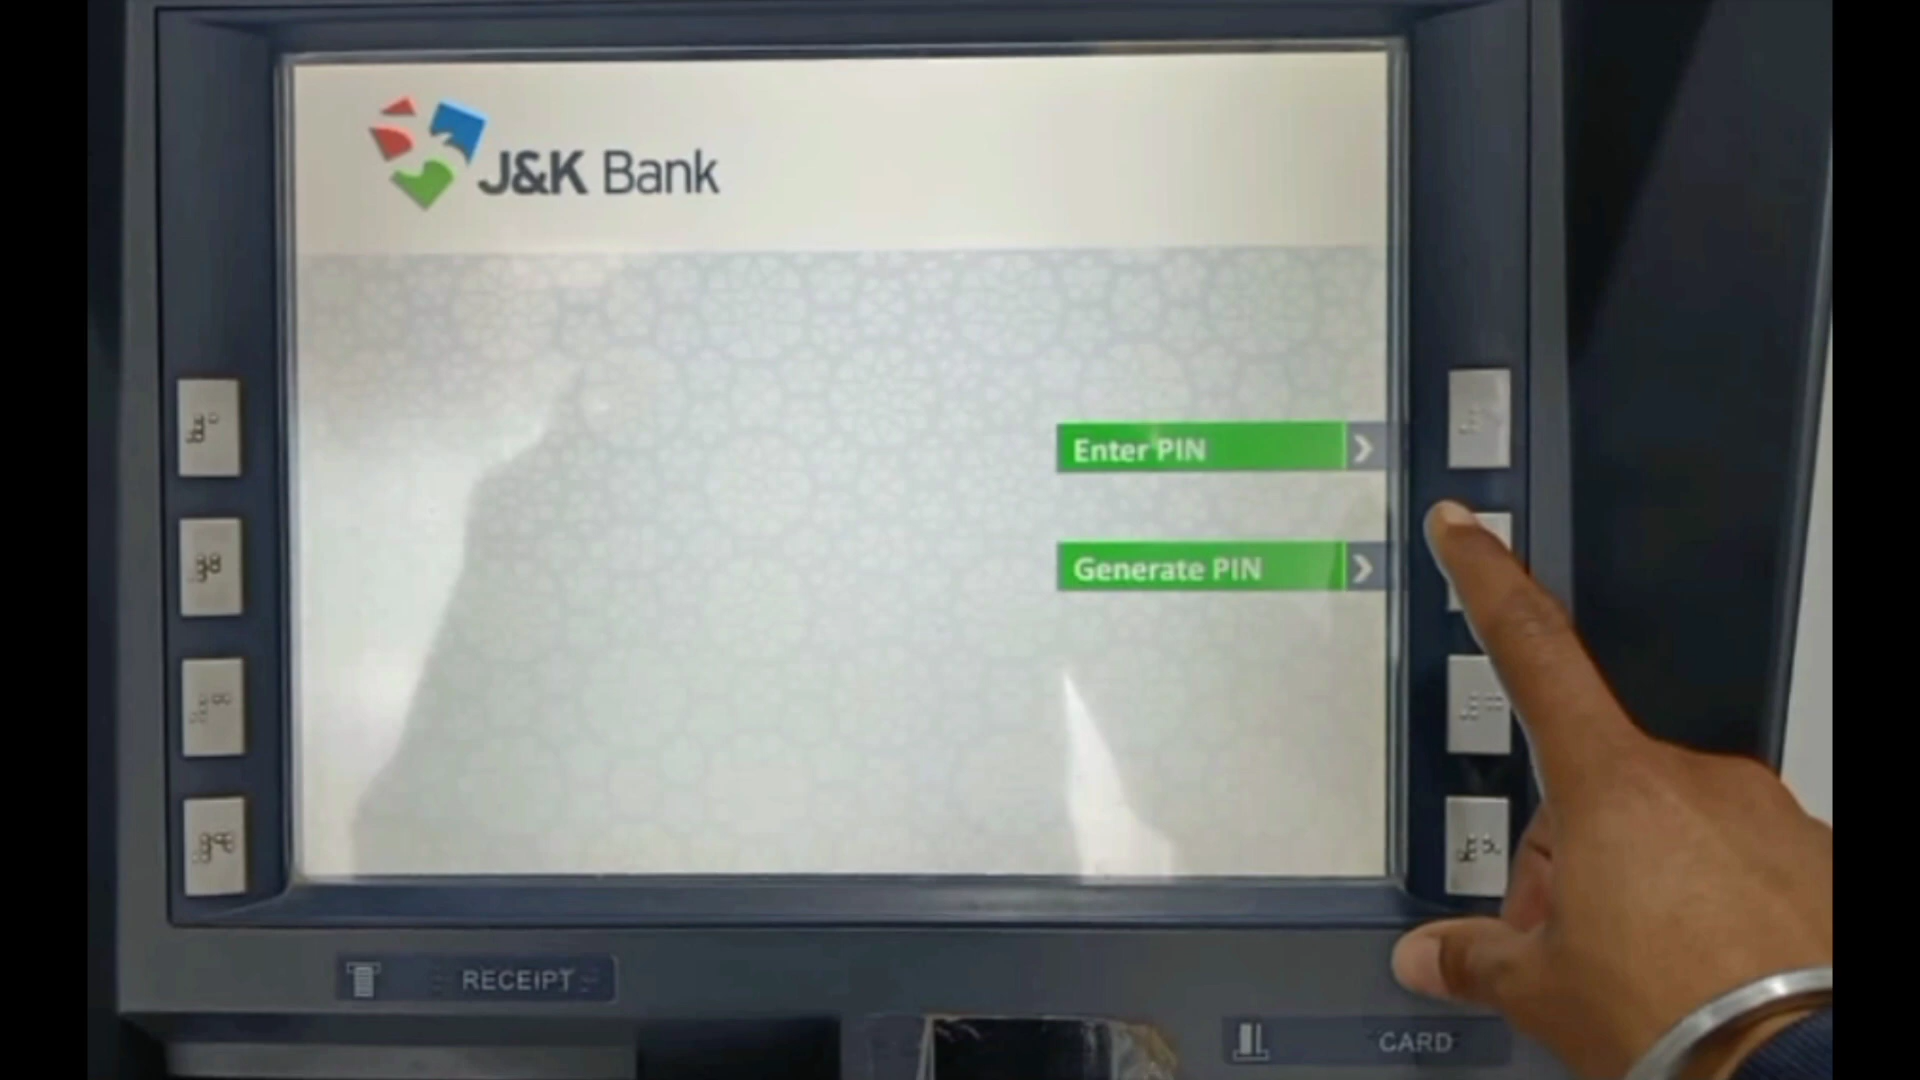 J&K Bank
Enter PIN
Generate PIN
RECEIPT
CARD